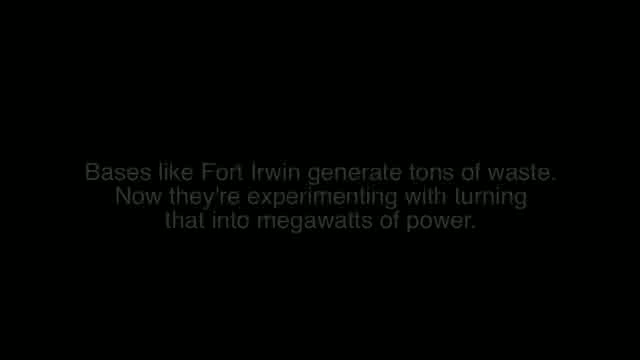 Bases like Fort Irwin generate tons of waste.
Now they're experimenting with turning
that into megawatts of power.